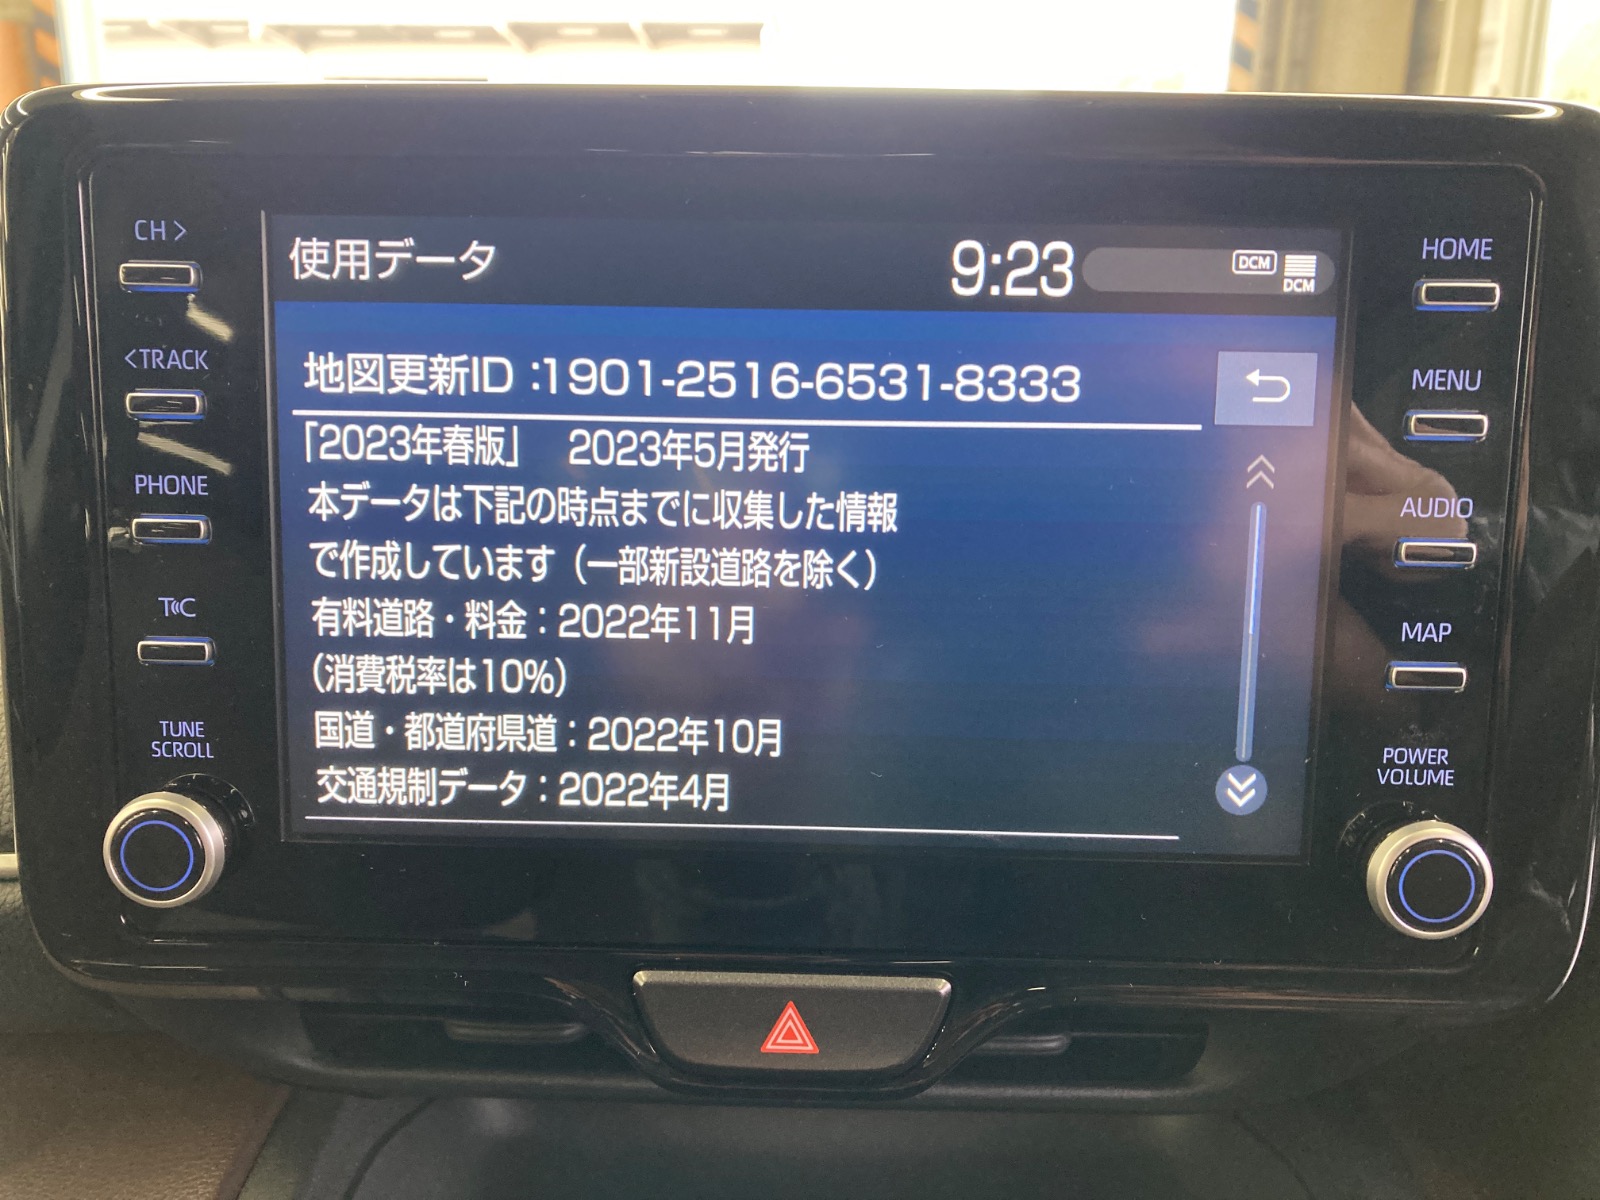 CH >
<TRACK
PHONE
T«C
TUNE
SCROLL
使用データ
9:23
DCM
DCM
地図更新ID :1901-2516-6531-8333
「2023年春版」 2023年5月発行
本データは下記の時点までに収集した情報
で作成しています（一部新設道路を除く）
有料道路・料金：2022年11月
（消費税率は10%）
国道・都道府県道：2022年10月
交通規制データ：2022年4月
HOME
MENU
AUDIO
MAP
POWER
VOLUME